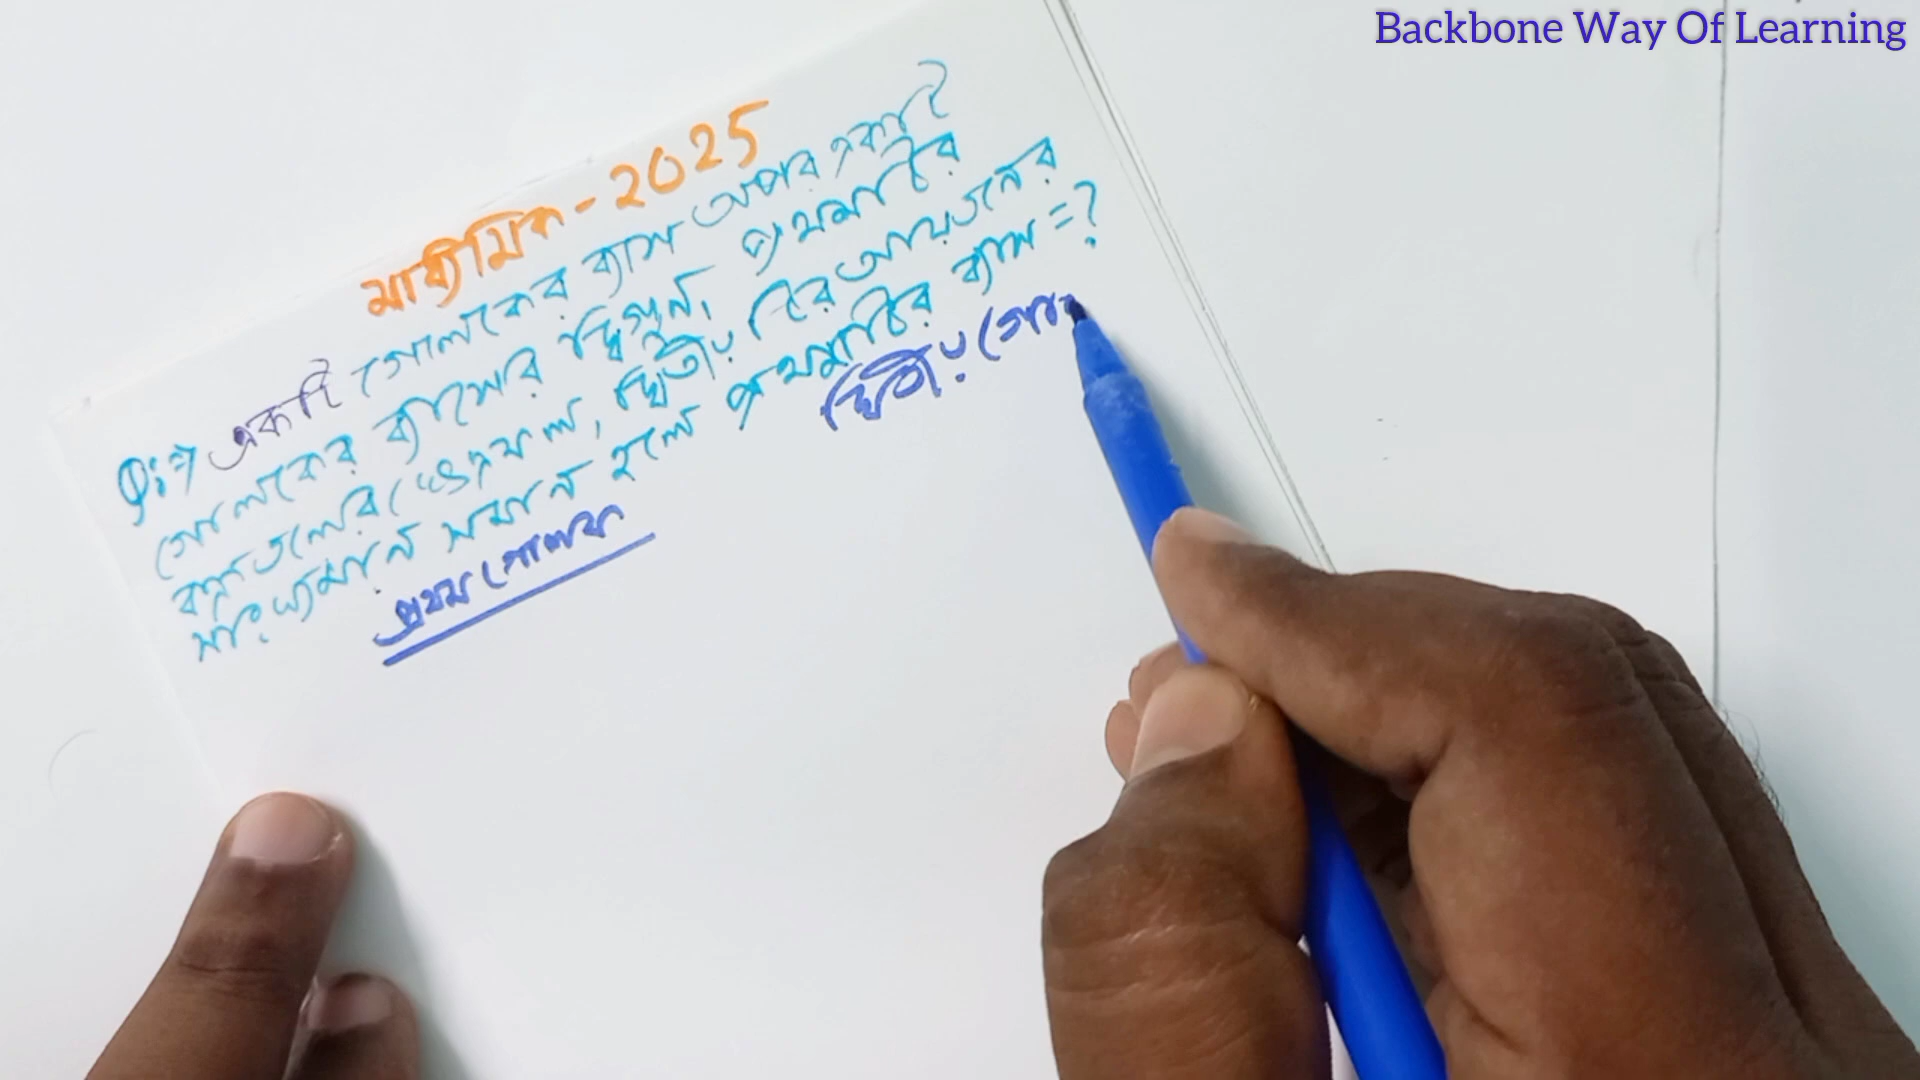 Backbone Way Of Learning
মাধ্যমিক - 2025
Q:⇒ একটি গোলকের ব্যাস অপর একটি
গোলকের ব্যাসের দ্বিগুন, প্রথমটির
বক্রতলের ক্ষেত্রফল, দ্বিতীয়টির আয়তনের
সাংখ্যমান সমান হলে প্রথমটির ব্যাস = ?
প্রথম গোলক
দ্বিতীয়